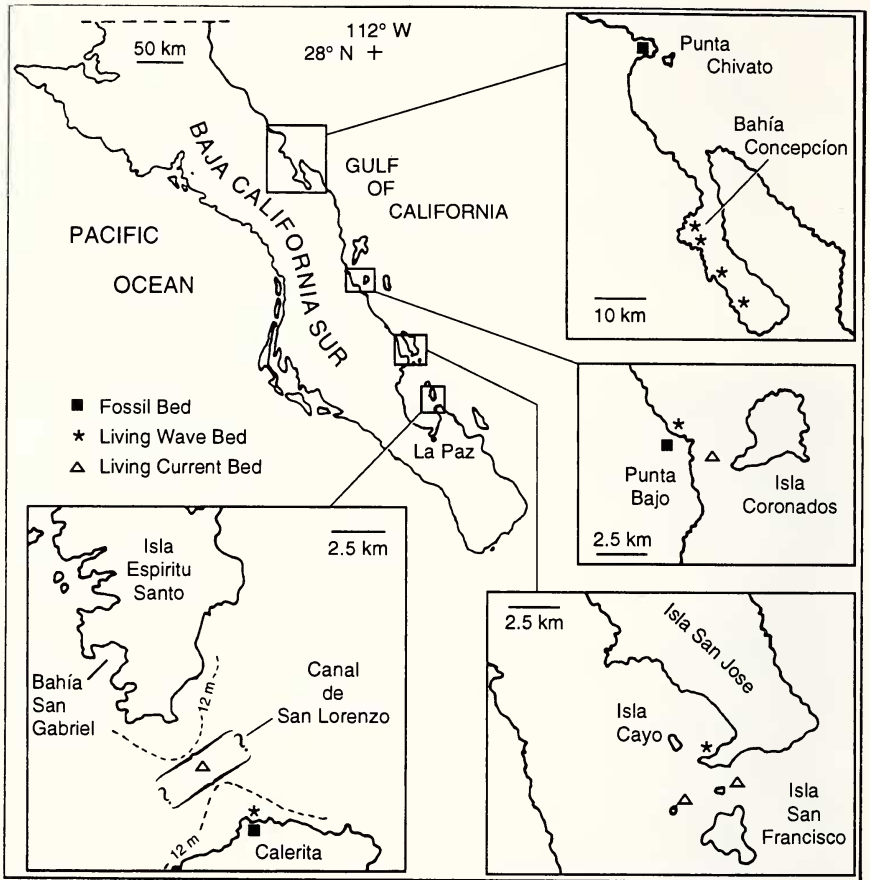 50 km
112° W
28° N +
BAJA CALIFORNIA SUR
GULF
OF
CALIFORNIA
PACIFIC
OCEAN
Fossil Bed
Living Wave Bed
Living Current Bed
La Paz
Punta
Chivato
Bahía
Concepcíon
10 km
Punta
Bajo
Isla
Coronados
2.5 km
2.5 km
Isla
Espiritu
Santo
Bahía
San
Gabriel
12 m
Canal
de
San Lorenzo
12 m
Calerita
2.5 km
Isla San Jose
Isla
Cayo
Isla
San
Francisco